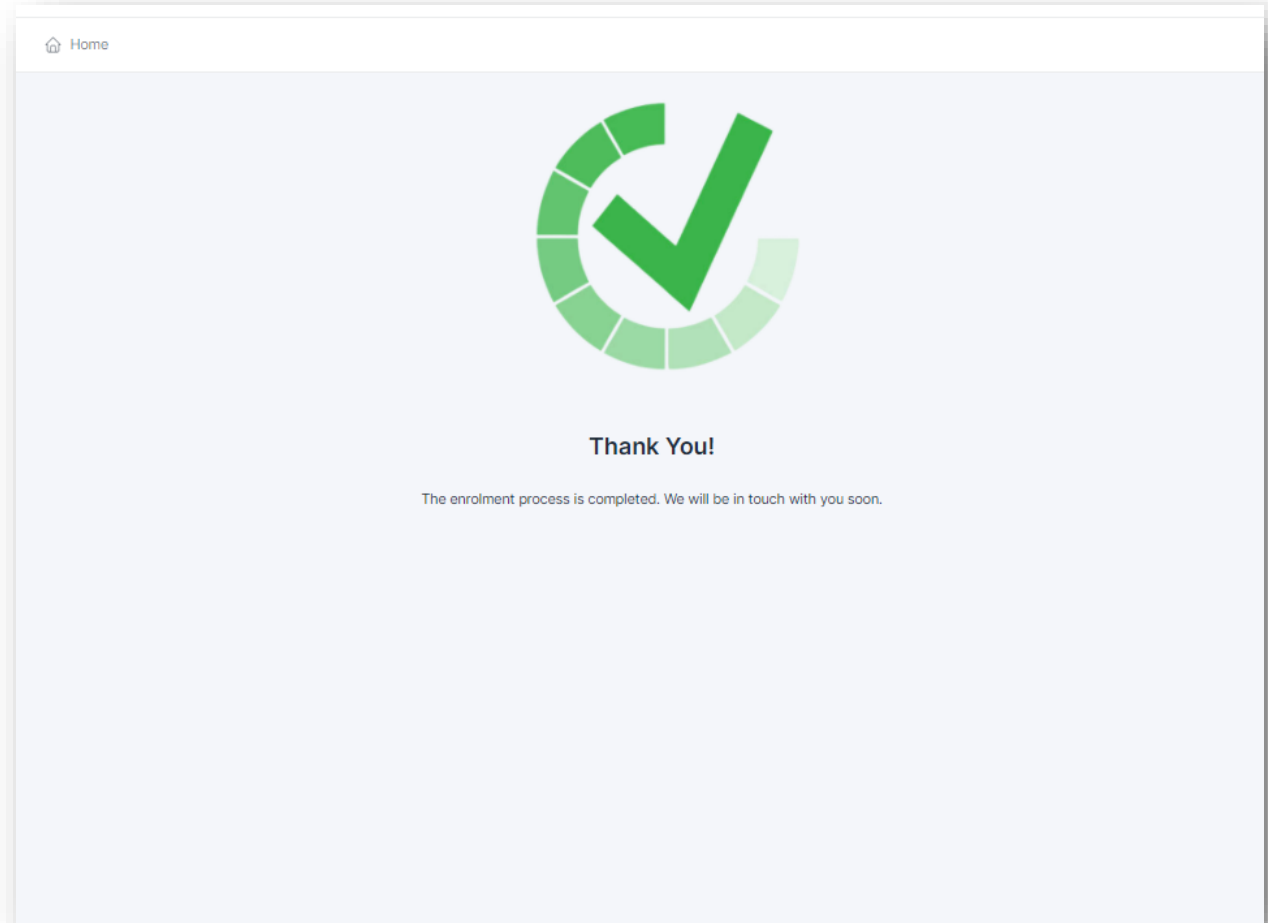 Home
Thank You!
The enrolment process is completed. We will be in touch with you soon.